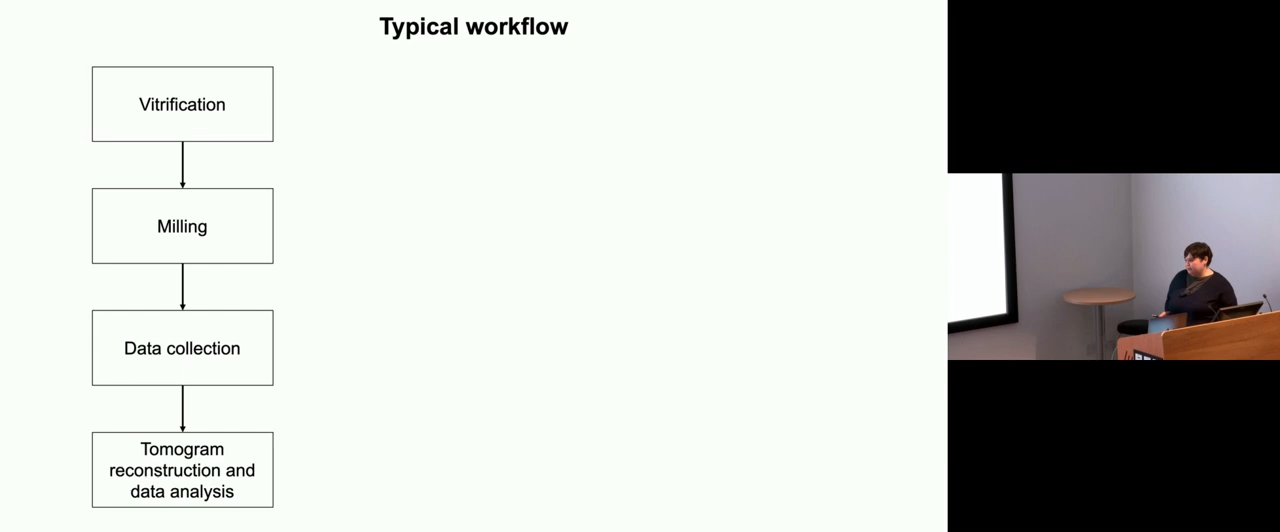 Typical workflow
Vitrification
Milling
Data collection
Tomogram
reconstruction and
data analysis